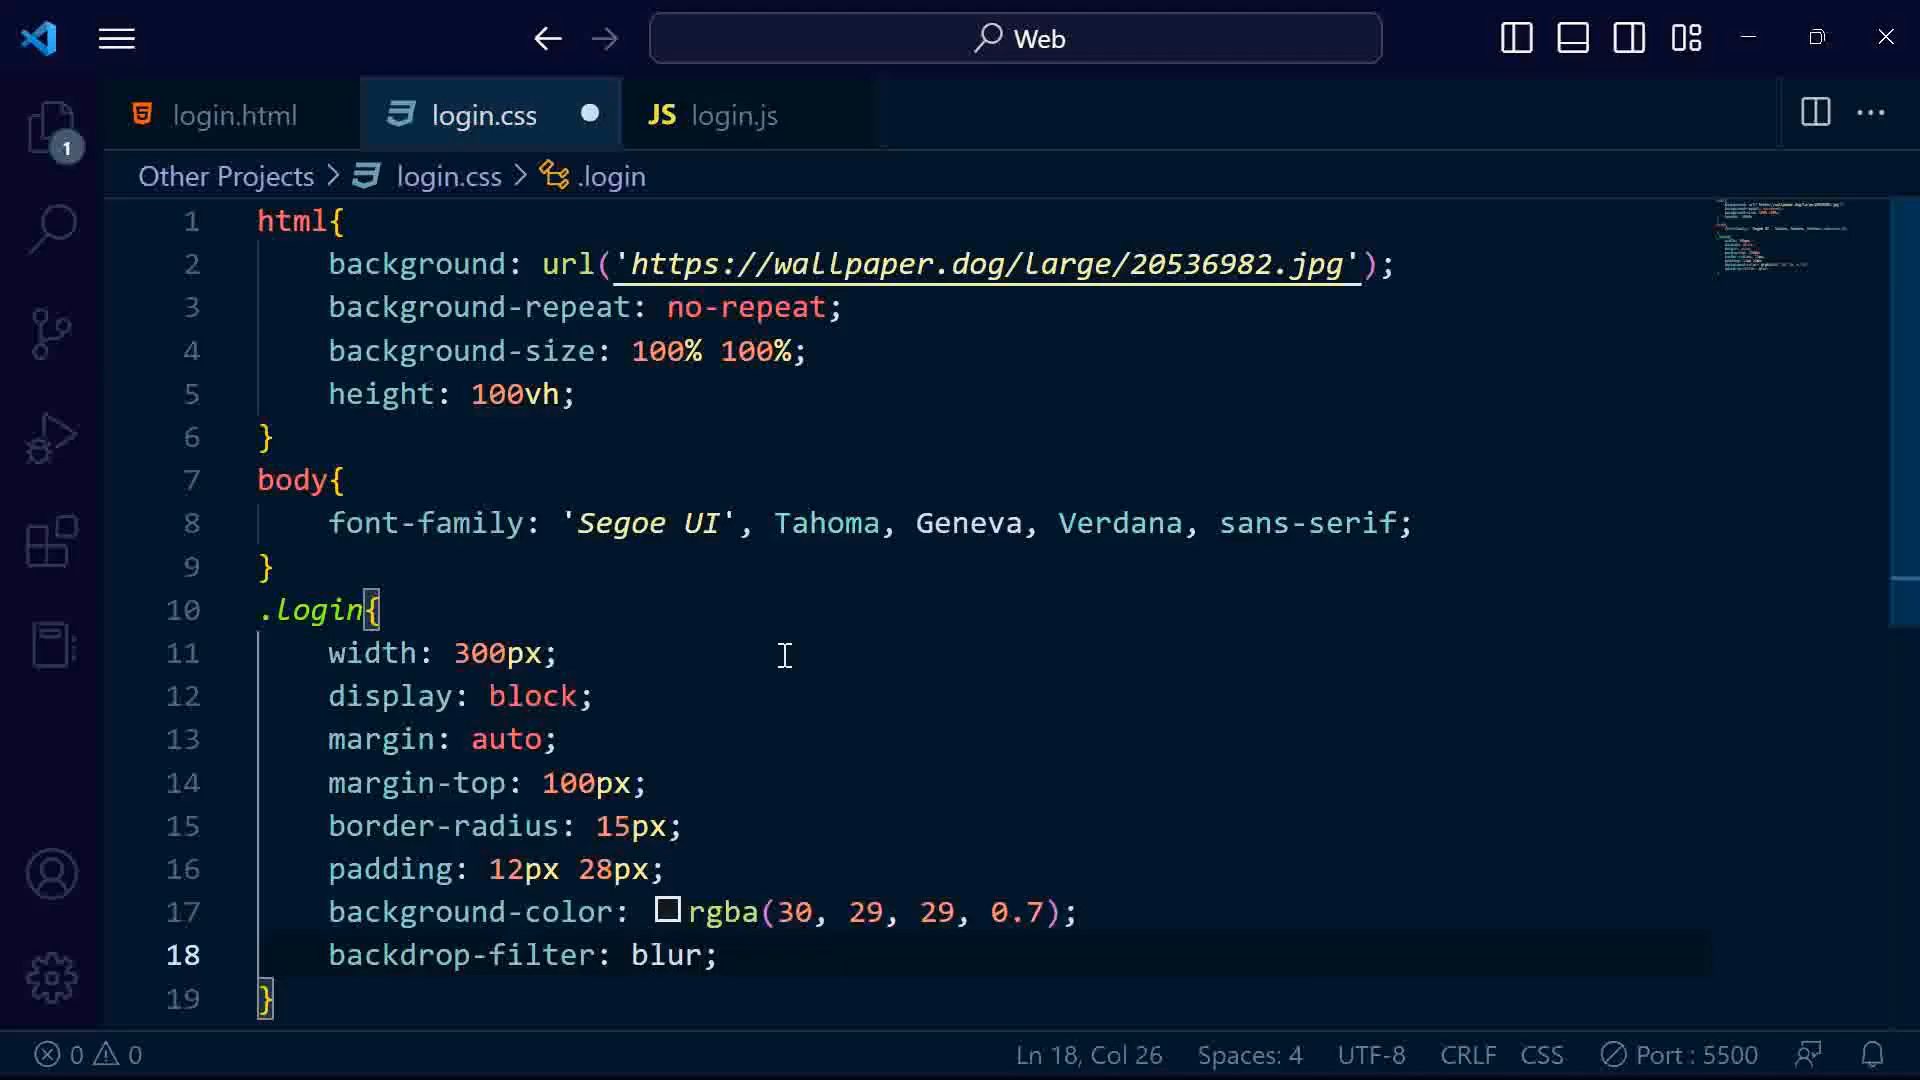 Web
login.html
login.css
JS login.js
1
Other Projects > login.css > .login
1 html{
2 background: url('https://wallpaper.dog/large/20536982.jpg');
3 background-repeat: no-repeat;
4 background-size: 100% 100%;
5 height: 100vh;
6 }
7 body{
8 font-family: 'Segoe UI', Tahoma, Geneva, Verdana, sans-serif;
9 }
10 .login{
11 width: 300px;
12 display: block;
13 margin: auto;
14 margin-top: 100px;
15 border-radius: 15px;
16 padding: 12px 28px;
17 background-color: rgba(30, 29, 29, 0.7);
18 backdrop-filter: blur;
19 }
0 0 Ln 18, Col 26 Spaces: 4 UTF-8 CRLF CSS Port : 5500